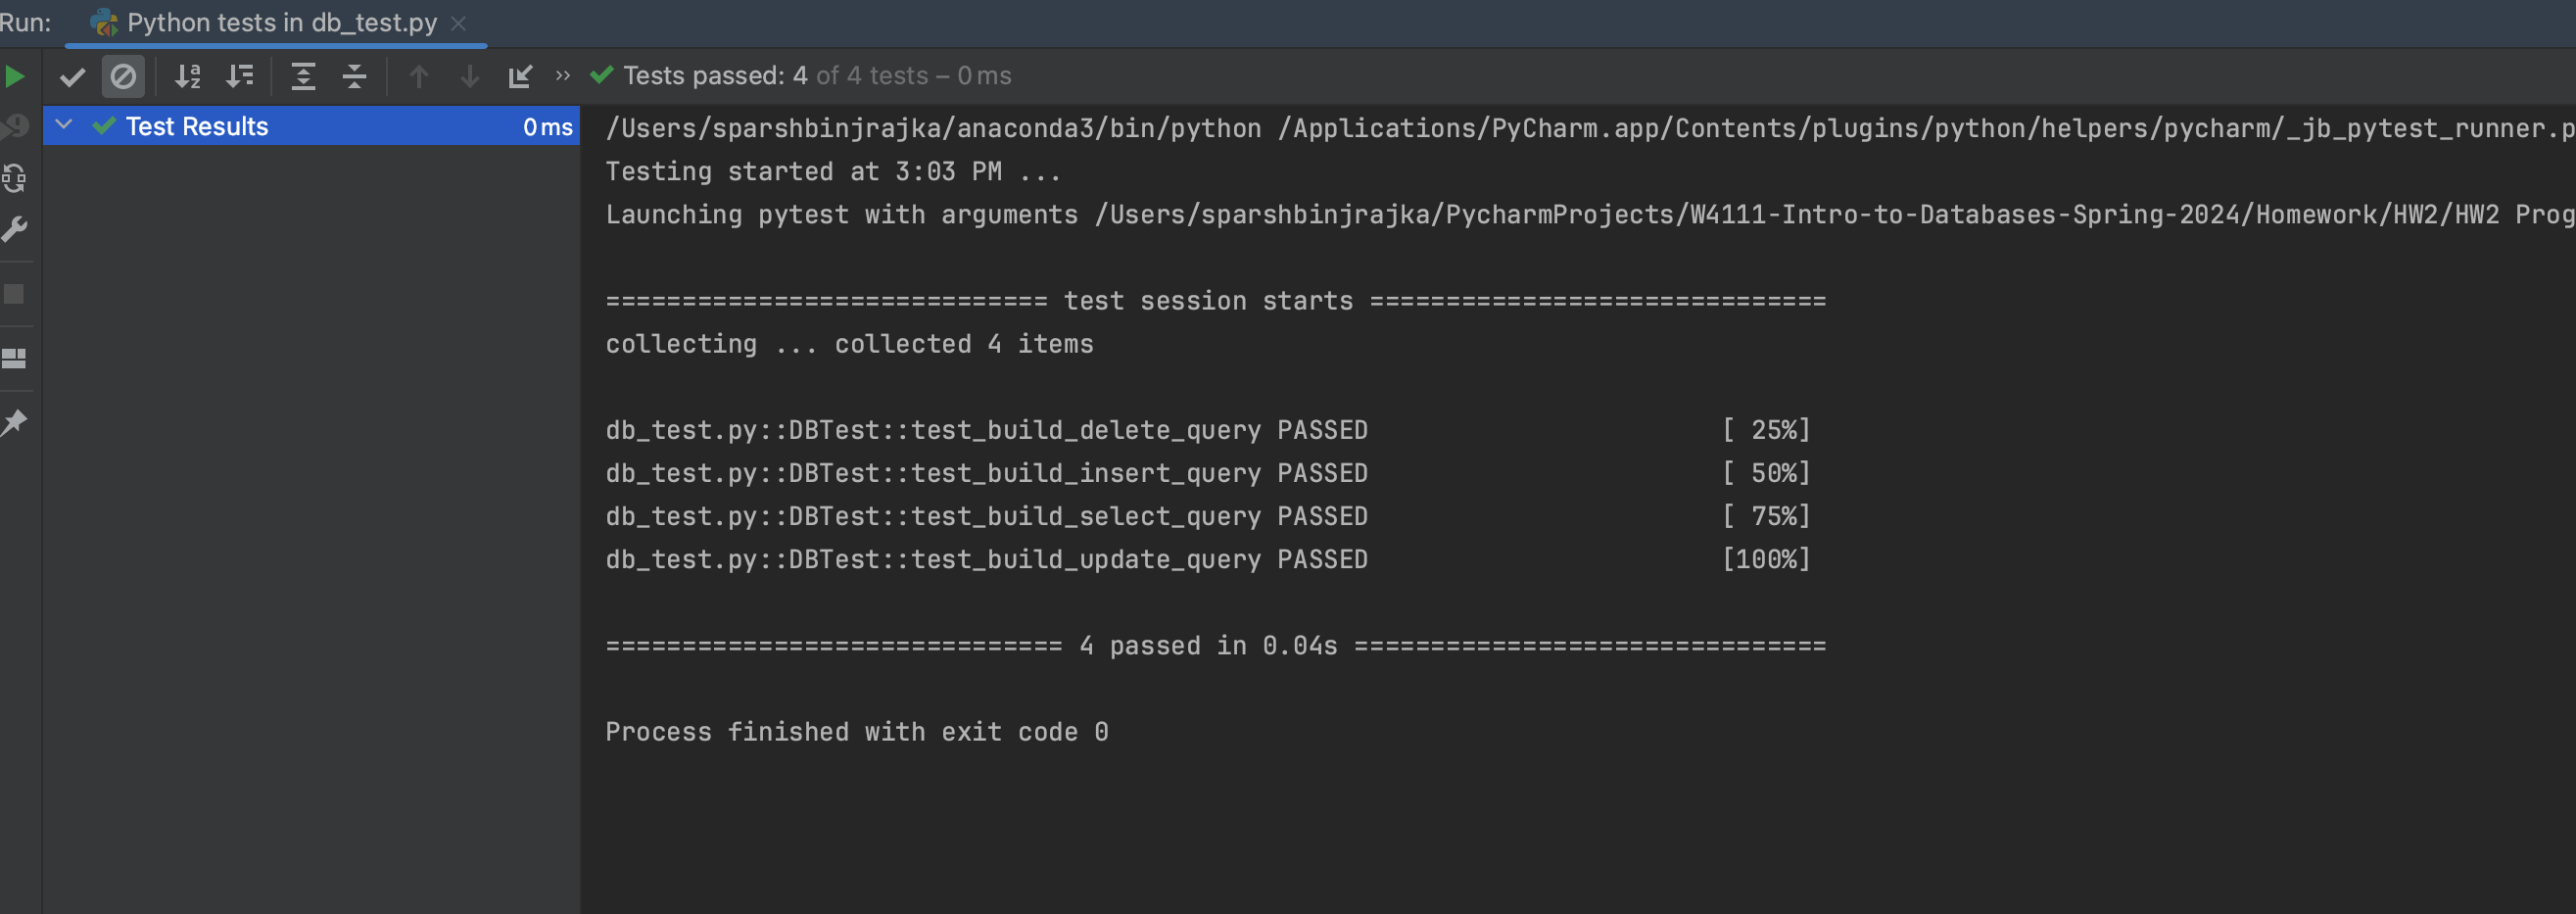 Run: Python tests in db_test.py
Tests passed: 4 of 4 tests – 0 ms
Test Results 0 ms
/Users/sparshbinjrajka/anaconda3/bin/python /Applications/PyCharm.app/Contents/plugins/python/helpers/pycharm/_jb_pytest_runner.p
Testing started at 3:03 PM ...
Launching pytest with arguments /Users/sparshbinjrajka/PycharmProjects/W4111-Intro-to-Databases-Spring-2024/Homework/HW2/HW2 Prog
============================= test session starts ==============================
collecting ... collected 4 items
db_test.py::DBTest::test_build_delete_query PASSED [ 25%]
db_test.py::DBTest::test_build_insert_query PASSED [ 50%]
db_test.py::DBTest::test_build_select_query PASSED [ 75%]
db_test.py::DBTest::test_build_update_query PASSED [100%]
============================== 4 passed in 0.04s ===============================
Process finished with exit code 0